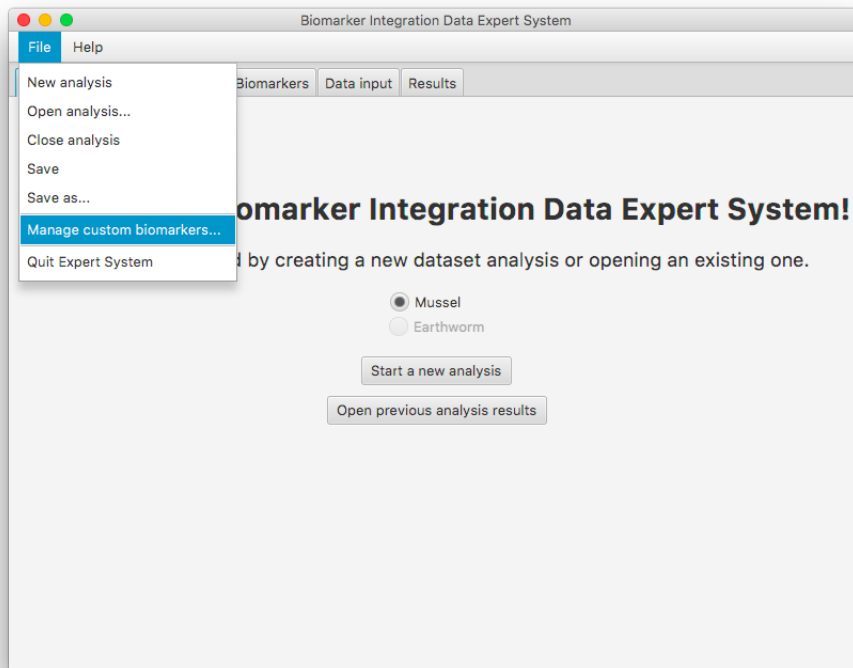 Biomarker Integration Data Expert System
File Help
Biomarkers Data input Results
New analysis
Open analysis...
Close analysis
Save
Save as...
Manage custom biomarkers...
Quit Expert System
omarker Integration Data Expert System!
by creating a new dataset analysis or opening an existing one.
Mussel
Earthworm
Start a new analysis
Open previous analysis results